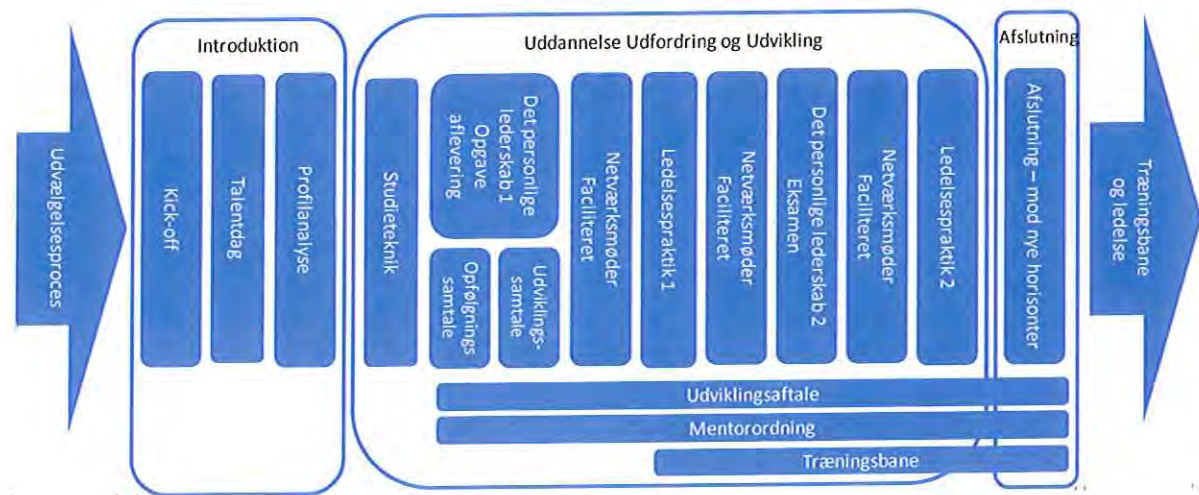 Udvælgelsesproces
Introduktion
Kick-off
Talentdag
Profilanalyse
Uddannelse Udfordring og Udvikling
Studieteknik
Det personlige
lederskab 1
Opgave
aflevering
Opfølgnings
samtale
Udviklings-
samtale
Netværksmøder
Faciliteret
Ledelsespraktik 1
Netværksmøder
Faciliteret
Det personlige lederskab 2
Eksamen
Netværksmøder
Faciliteret
Ledelsespraktik 2
Afslutning
Afslutning – mod nye horisonter
Udviklingsaftale
Mentorordning
Træningsbane
Træningsbane
og ledelse